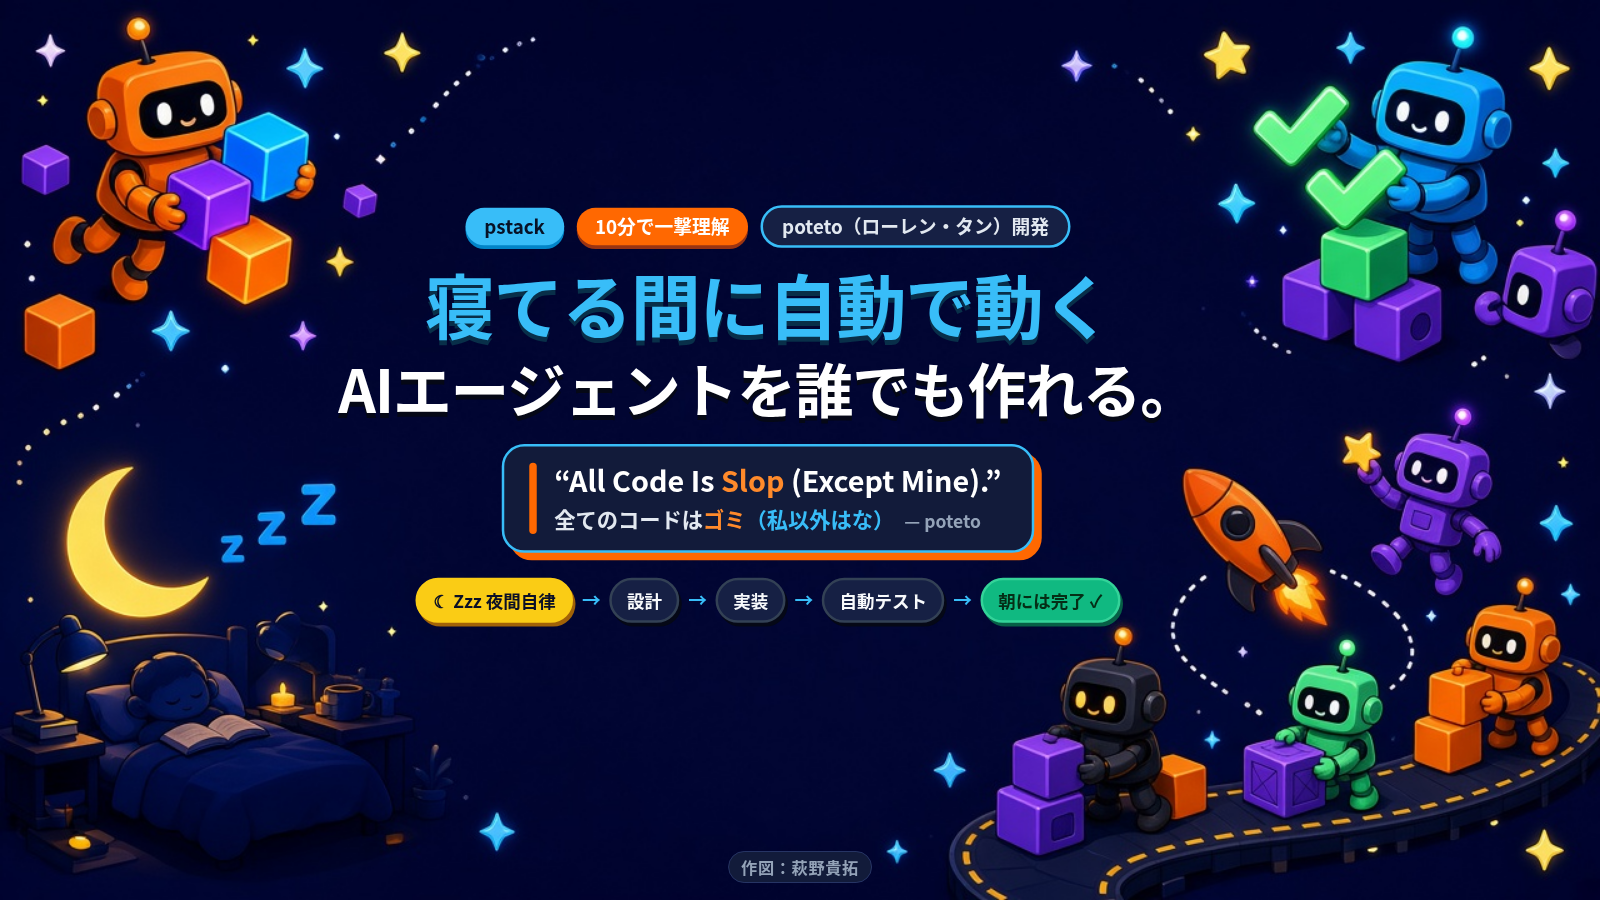 pstack 10分で一撃理解 poteto（ローレン・タン）開発
寝てる間に自動で動く
AIエージェントを誰でも作れる。
“All Code Is Slop (Except Mine).”
全てのコードはゴミ（私以外はな） — poteto
zzz
☾ Zzz 夜間自律 → 設計 → 実装 → 自動テスト → 朝には完了 ✓
作図：萩野貴拓